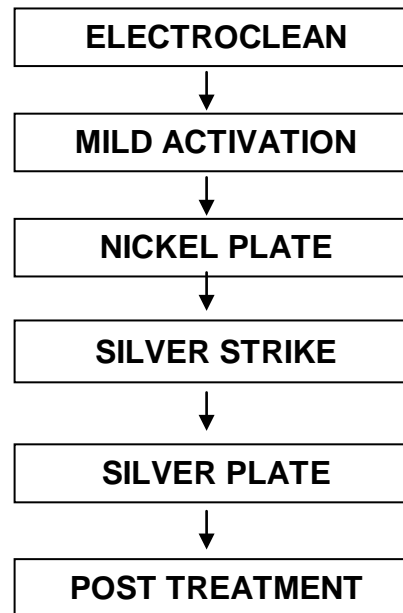 ELECTROCLEAN
MILD ACTIVATION
NICKEL PLATE
SILVER STRIKE
SILVER PLATE
POST TREATMENT